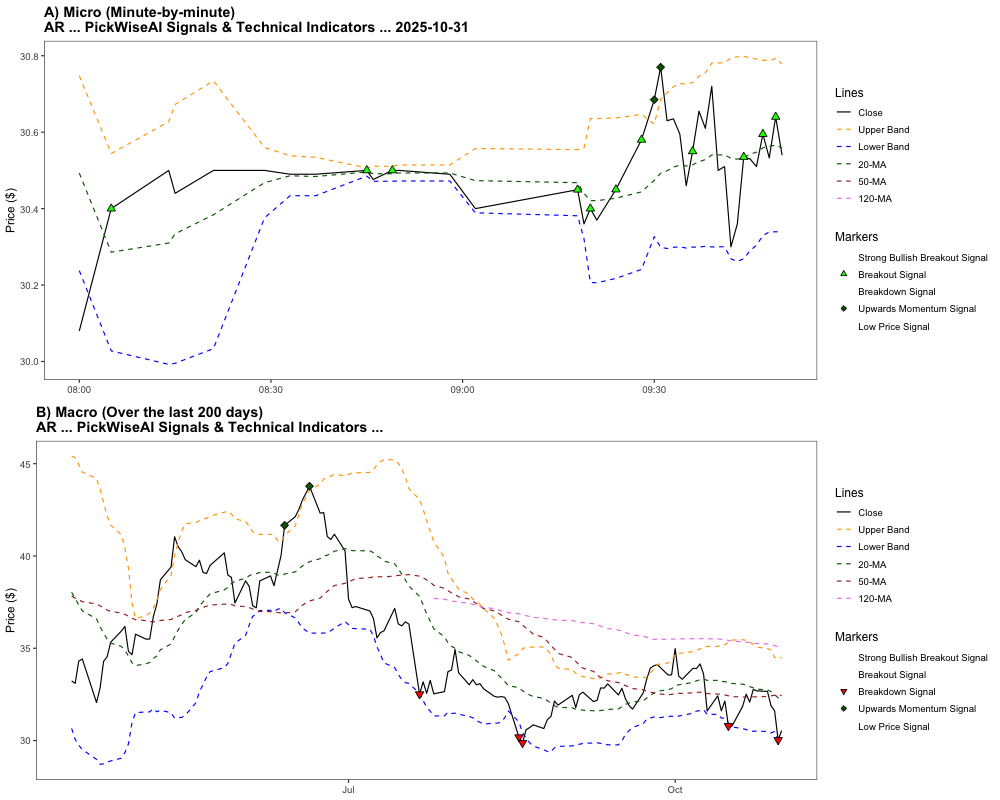 A) Micro (Minute-by-minute)
AR ... PickWiseAI Signals & Technical Indicators ... 2025-10-31
Price ($)
30.8
30.6
30.4
30.2
30.0
08:00
08:30
09:00
09:30
Lines
Close
Upper Band
Lower Band
20-MA
50-MA
120-MA
Markers
Strong Bullish Breakout Signal
Breakout Signal
Breakdown Signal
Upwards Momentum Signal
Low Price Signal
B) Macro (Over the last 200 days)
AR ... PickWiseAI Signals & Technical Indicators ...
Price ($)
45
40
35
30
Jul
Oct
Lines
Close
Upper Band
Lower Band
20-MA
50-MA
120-MA
Markers
Strong Bullish Breakout Signal
Breakout Signal
Breakdown Signal
Upwards Momentum Signal
Low Price Signal